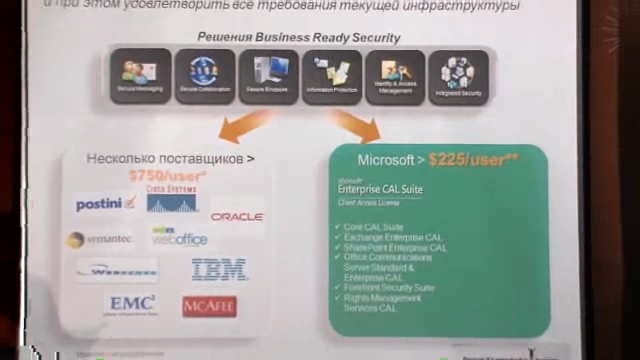 и при этом удовлетворить все требования текущей инфраструктуры
Решения Business Ready Security
Secure Messaging
Secure Collaboration
Secure Endpoint
Information Protection
Identity & Access
Management
Integrated Security
Несколько поставщиков >
$750/user*
postini
CISCO SYSTEMS
ORACLE
symantec.
weboffice
Websense
IBM
EMC²
McAFEE
Microsoft > $225/user**
Microsoft
Enterprise CAL Suite
Client Access License
✓ Core CAL Suite
✓ Exchange Enterprise CAL
✓ SharePoint Enterprise CAL
✓ Office Communications
Server Standard &
Enterprise CAL
✓ Forefront Security Suite
✓ Rights Management
Services CAL